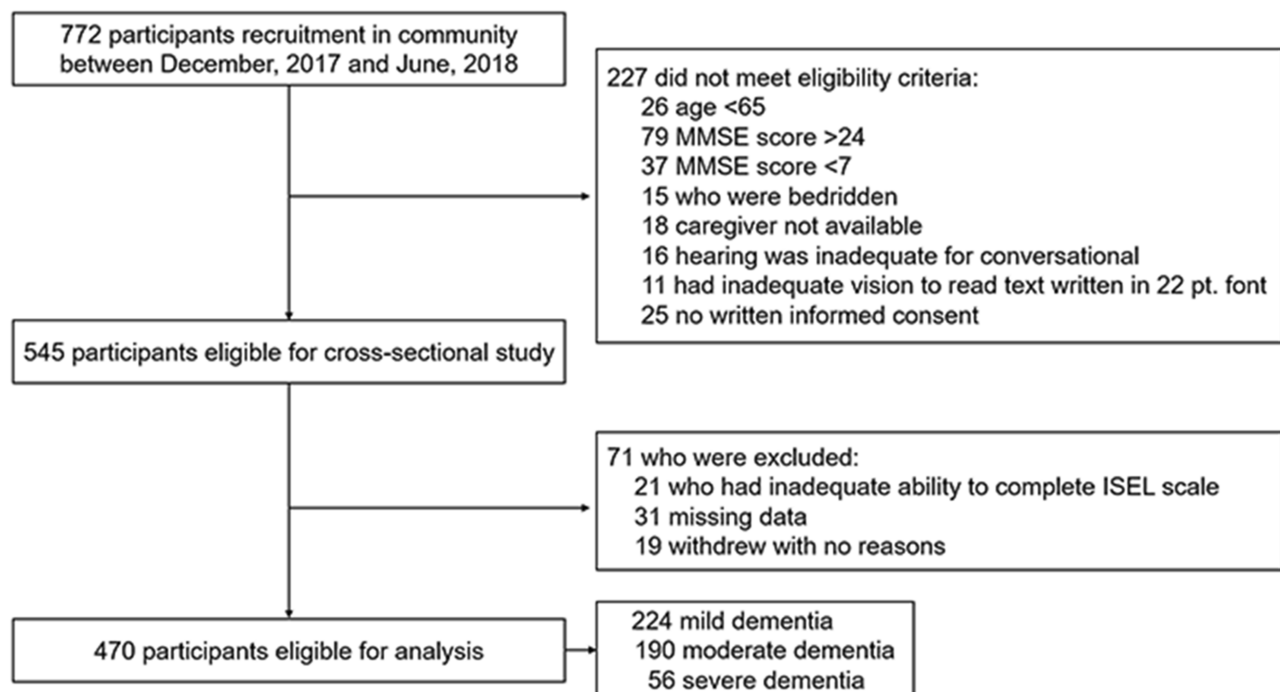 772 participants recruitment in community
between December, 2017 and June, 2018
227 did not meet eligibility criteria:
26 age <65
79 MMSE score >24
37 MMSE score <7
15 who were bedridden
18 caregiver not available
16 hearing was inadequate for conversational
11 had inadequate vision to read text written in 22 pt. font
25 no written informed consent
545 participants eligible for cross-sectional study
71 who were excluded:
21 who had inadequate ability to complete ISEL scale
31 missing data
19 withdrew with no reasons
470 participants eligible for analysis
224 mild dementia
190 moderate dementia
56 severe dementia